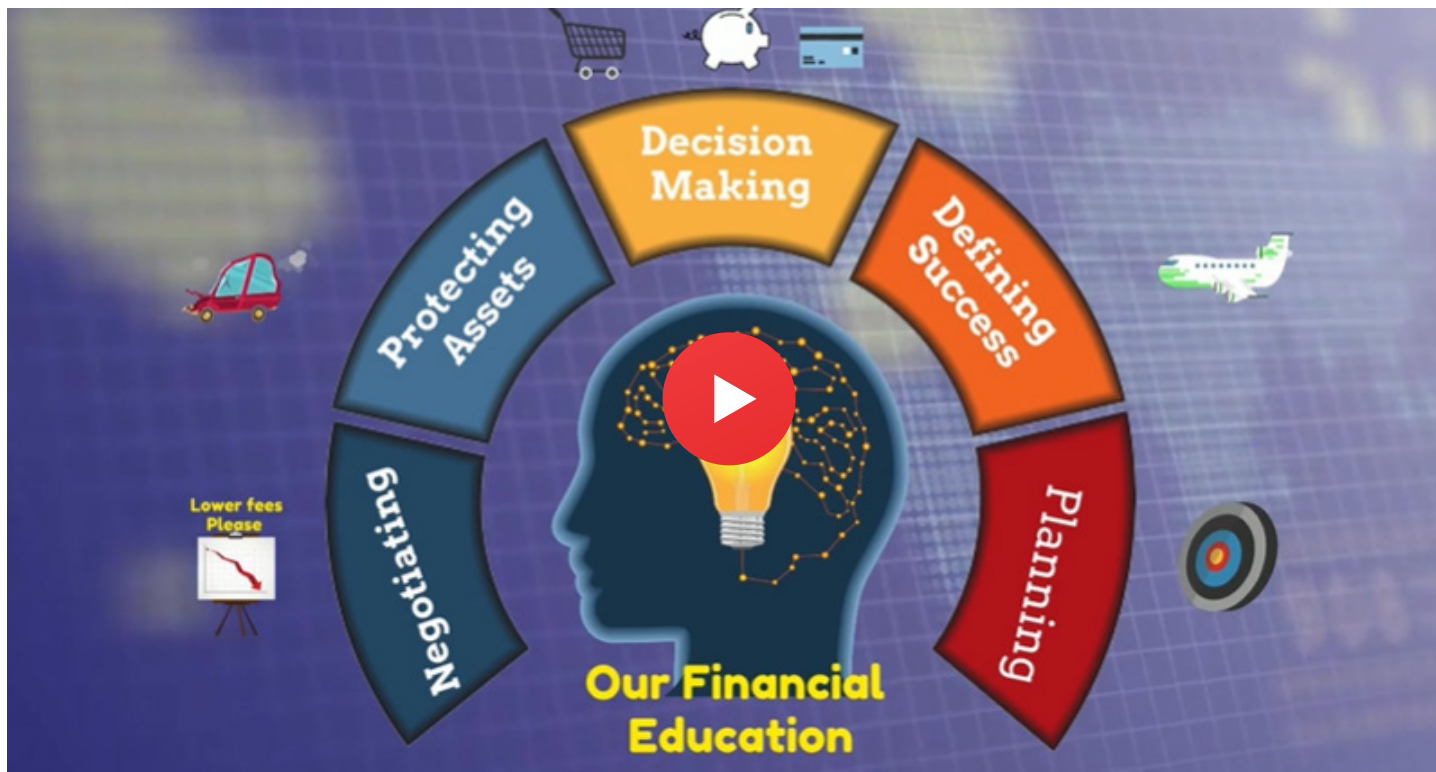 Decision
Making
Protecting
Assets
Defining
Success
Negotiating
Planning
Lower fees
Please
Our Financial
Education